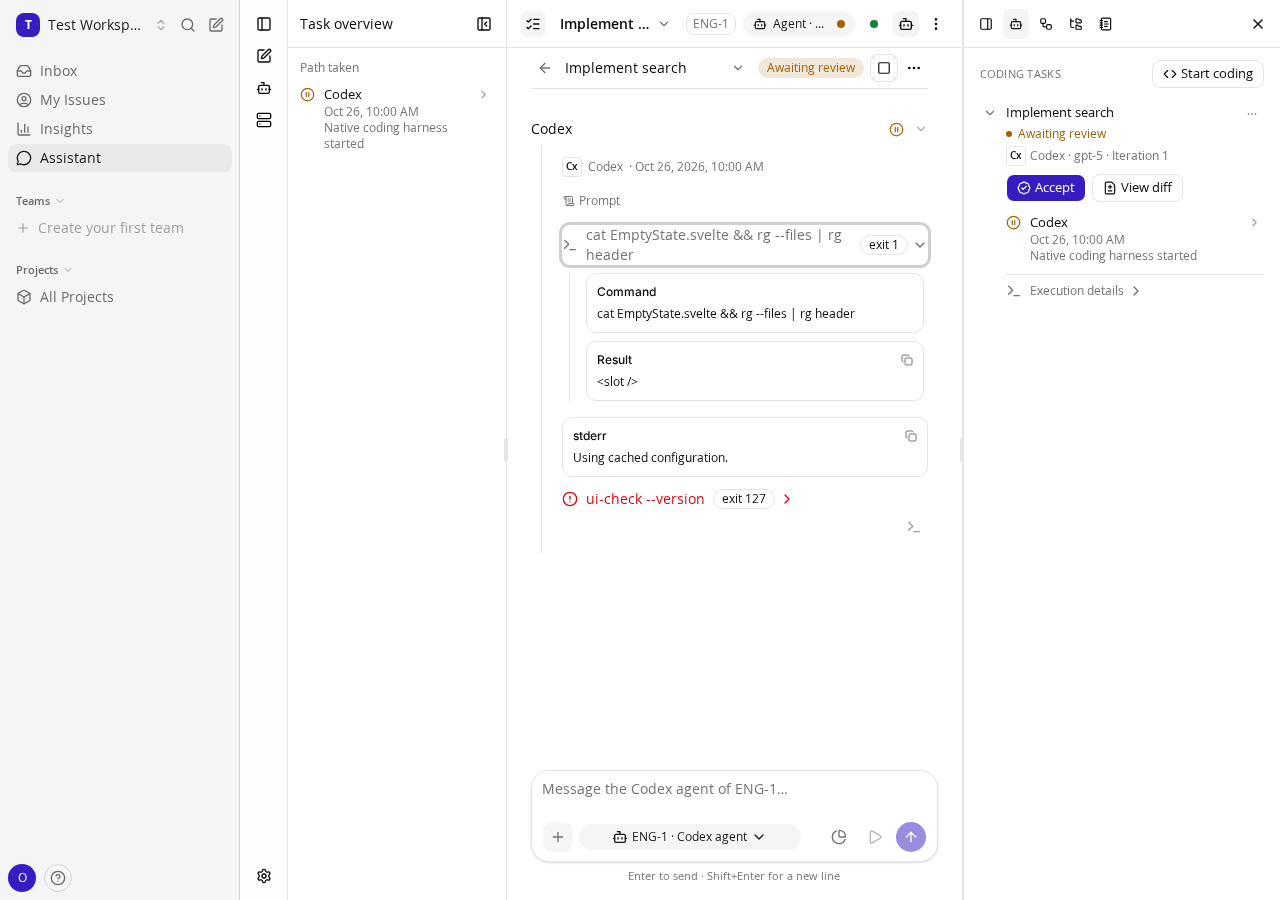 T
Test Worksp...
Inbox
My Issues
Insights
Assistant
Teams
Create your first team
Projects
All Projects
O
Task overview
Path taken
Codex
Oct 26, 10:00 AM
Native coding harness
started
Implement ...
ENG-1
Agent · ...
Implement search
Awaiting review
Codex
Cx
Codex · Oct 26, 2026, 10:00 AM
Prompt
cat EmptyState.svelte && rg --files | rg
header
exit 1
Command
cat EmptyState.svelte && rg --files | rg header
Result
<slot />
stderr
Using cached configuration.
ui-check --version
exit 127
Message the Codex agent of ENG-1...
ENG-1 · Codex agent
Enter to send · Shift+Enter for a new line
CODING TASKS
Start coding
Implement search
Awaiting review
Cx
Codex · gpt-5 · Iteration 1
Accept
View diff
Codex
Oct 26, 10:00 AM
Native coding harness started
Execution details